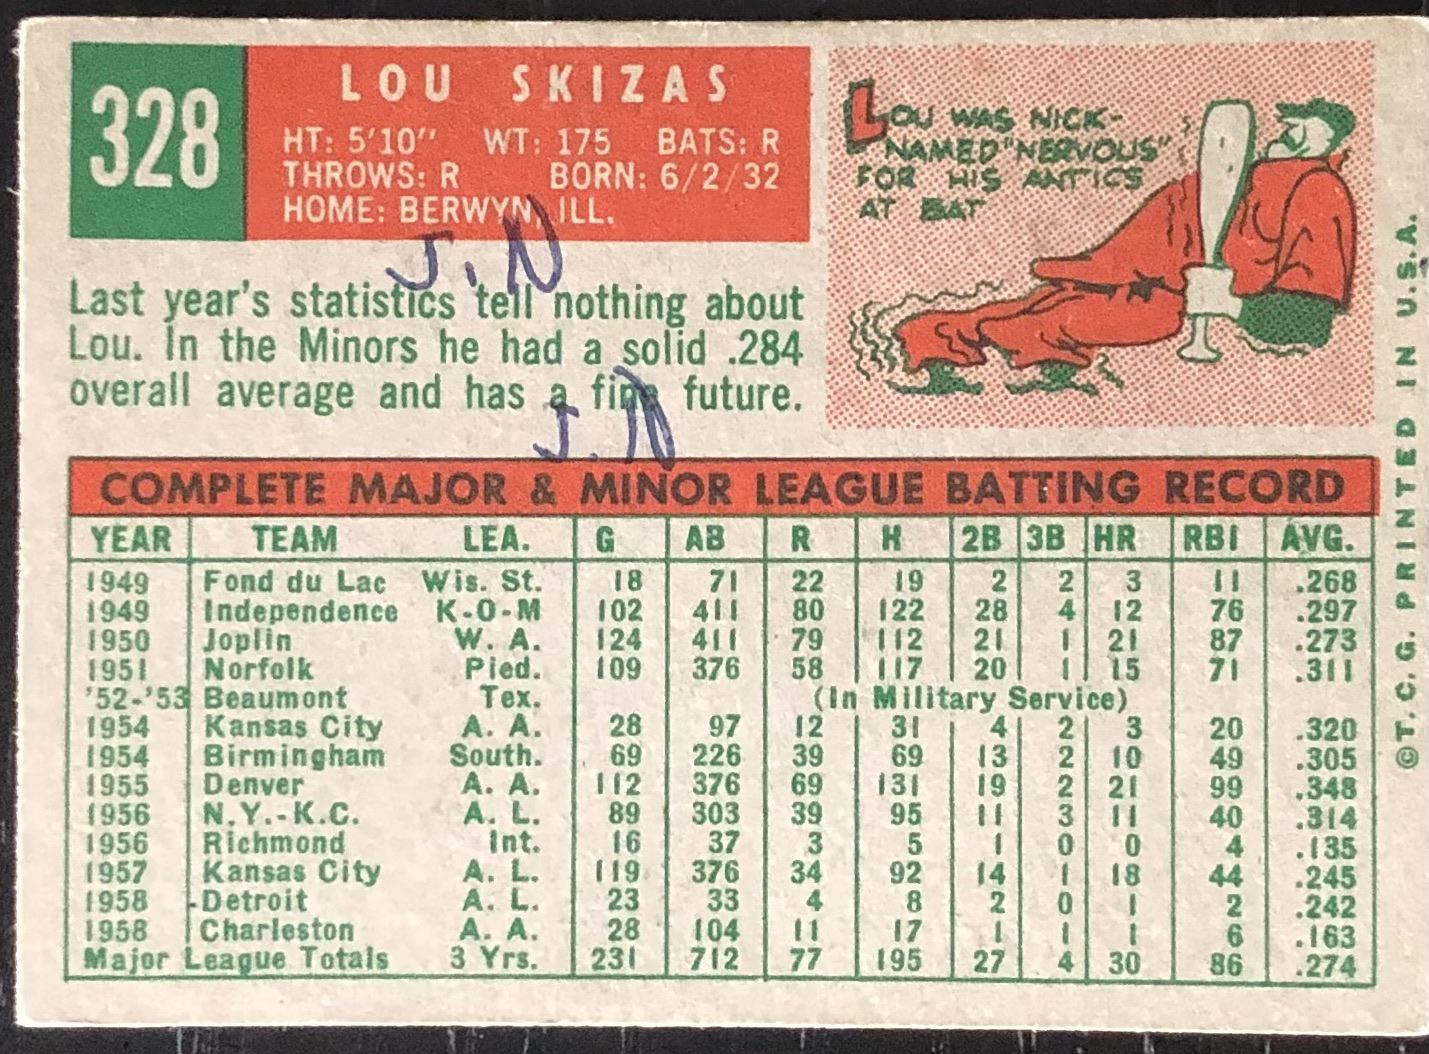 328
LOU SKIZAS
HT: 5'10" WT: 175 BATS: R
THROWS: R BORN: 6/2/32
HOME: BERWYN, ILL.
LOU WAS NICK-
NAMED "NERVOUS"
FOR HIS ANTICS
AT BAT
J.N
Last year's statistics tell nothing about
Lou. In the Minors he had a solid .284
overall average and has a fine future.
J.N
COMPLETE MAJOR & MINOR LEAGUE BATTING RECORD
YEAR TEAM LEA. G AB R H 2B 3B HR RBI AVG.
1949 Fond du Lac Wis. St. 18 71 22 19 2 2 3 11 .268
1949 Independence K-O-M 102 411 80 122 28 4 12 76 .297
1950 Joplin W. A. 124 411 79 112 21 1 21 87 .273
1951 Norfolk Pied. 109 376 58 117 20 1 15 71 .311
'52-'53 Beaumont Tex. (In Military Service)
1954 Kansas City A. A. 28 97 12 31 4 2 3 20 .320
1954 Birmingham South. 69 226 39 69 13 2 10 49 .305
1955 Denver A. A. 112 376 69 131 19 2 21 99 .348
1956 N.Y.-K.C. A. L. 89 303 39 95 11 3 11 40 .314
1956 Richmond Int. 16 37 3 5 1 0 0 4 .135
1957 Kansas City A. L. 119 376 34 92 14 1 18 44 .245
1958 Detroit A. L. 23 33 4 8 2 0 1 2 .242
1958 Charleston A. A. 28 104 11 17 1 1 1 6 .163
Major League Totals 3 Yrs. 231 712 77 195 27 4 30 86 .274
©T.C.G. PRINTED IN U.S.A.